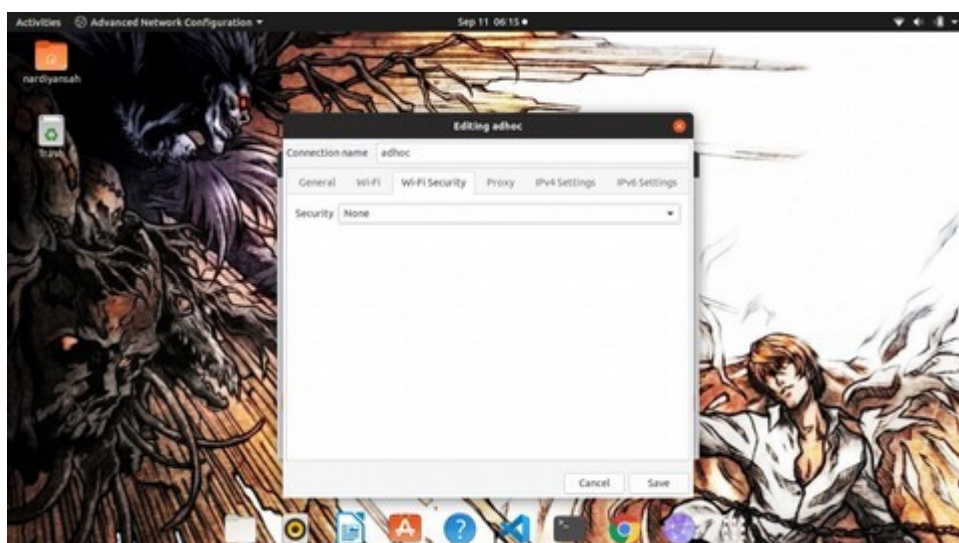 Activities Advanced Network Configuration Sep 11 06:15
nardiyansah
Trash
Editing adhoc
Connection name adhoc
General Wi-Fi Wi-Fi Security Proxy IPv4 Settings IPv6 Settings
Security None
Cancel Save